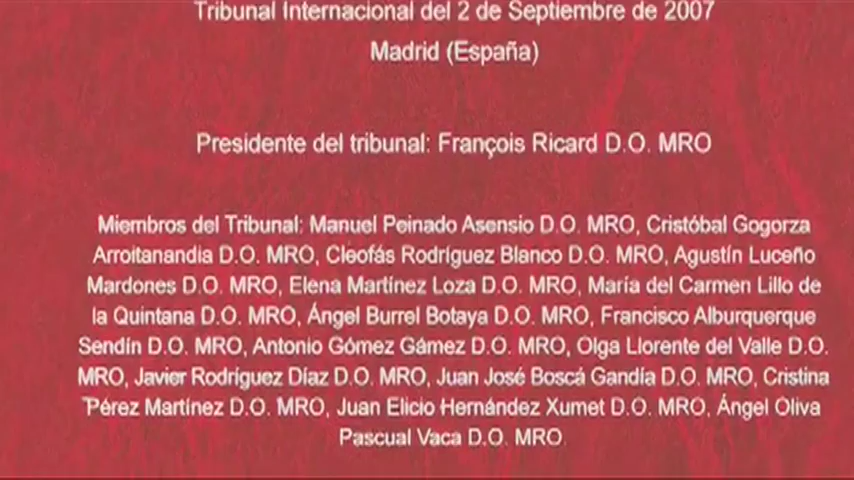 Tribunal Internacional del 2 de Septiembre de 2007
Madrid (España)
Presidente del tribunal: François Ricard D.O. MRO
Miembros del Tribunal: Manuel Peinado Asensio D.O. MRO, Cristóbal Gogorza
Arroitanandia D.O. MRO, Cleofás Rodríguez Blanco D.O. MRO, Agustín Luceño
Mardones D.O. MRO, Elena Martínez Loza D.O. MRO, María del Carmen Lillo de
la Quintana D.O. MRO, Ángel Burrel Botaya D.O. MRO, Francisco Alburquerque
Sendín D.O. MRO, Antonio Gómez Gámez D.O. MRO, Olga Llorente del Valle D.O.
MRO, Javier Rodríguez Díaz D.O. MRO, Juan José Boscá Gandía D.O. MRO, Cristina
Pérez Martínez D.O. MRO, Juan Elicio Hernández Xumet D.O. MRO, Ángel Oliva
Pascual Vaca D.O. MRO